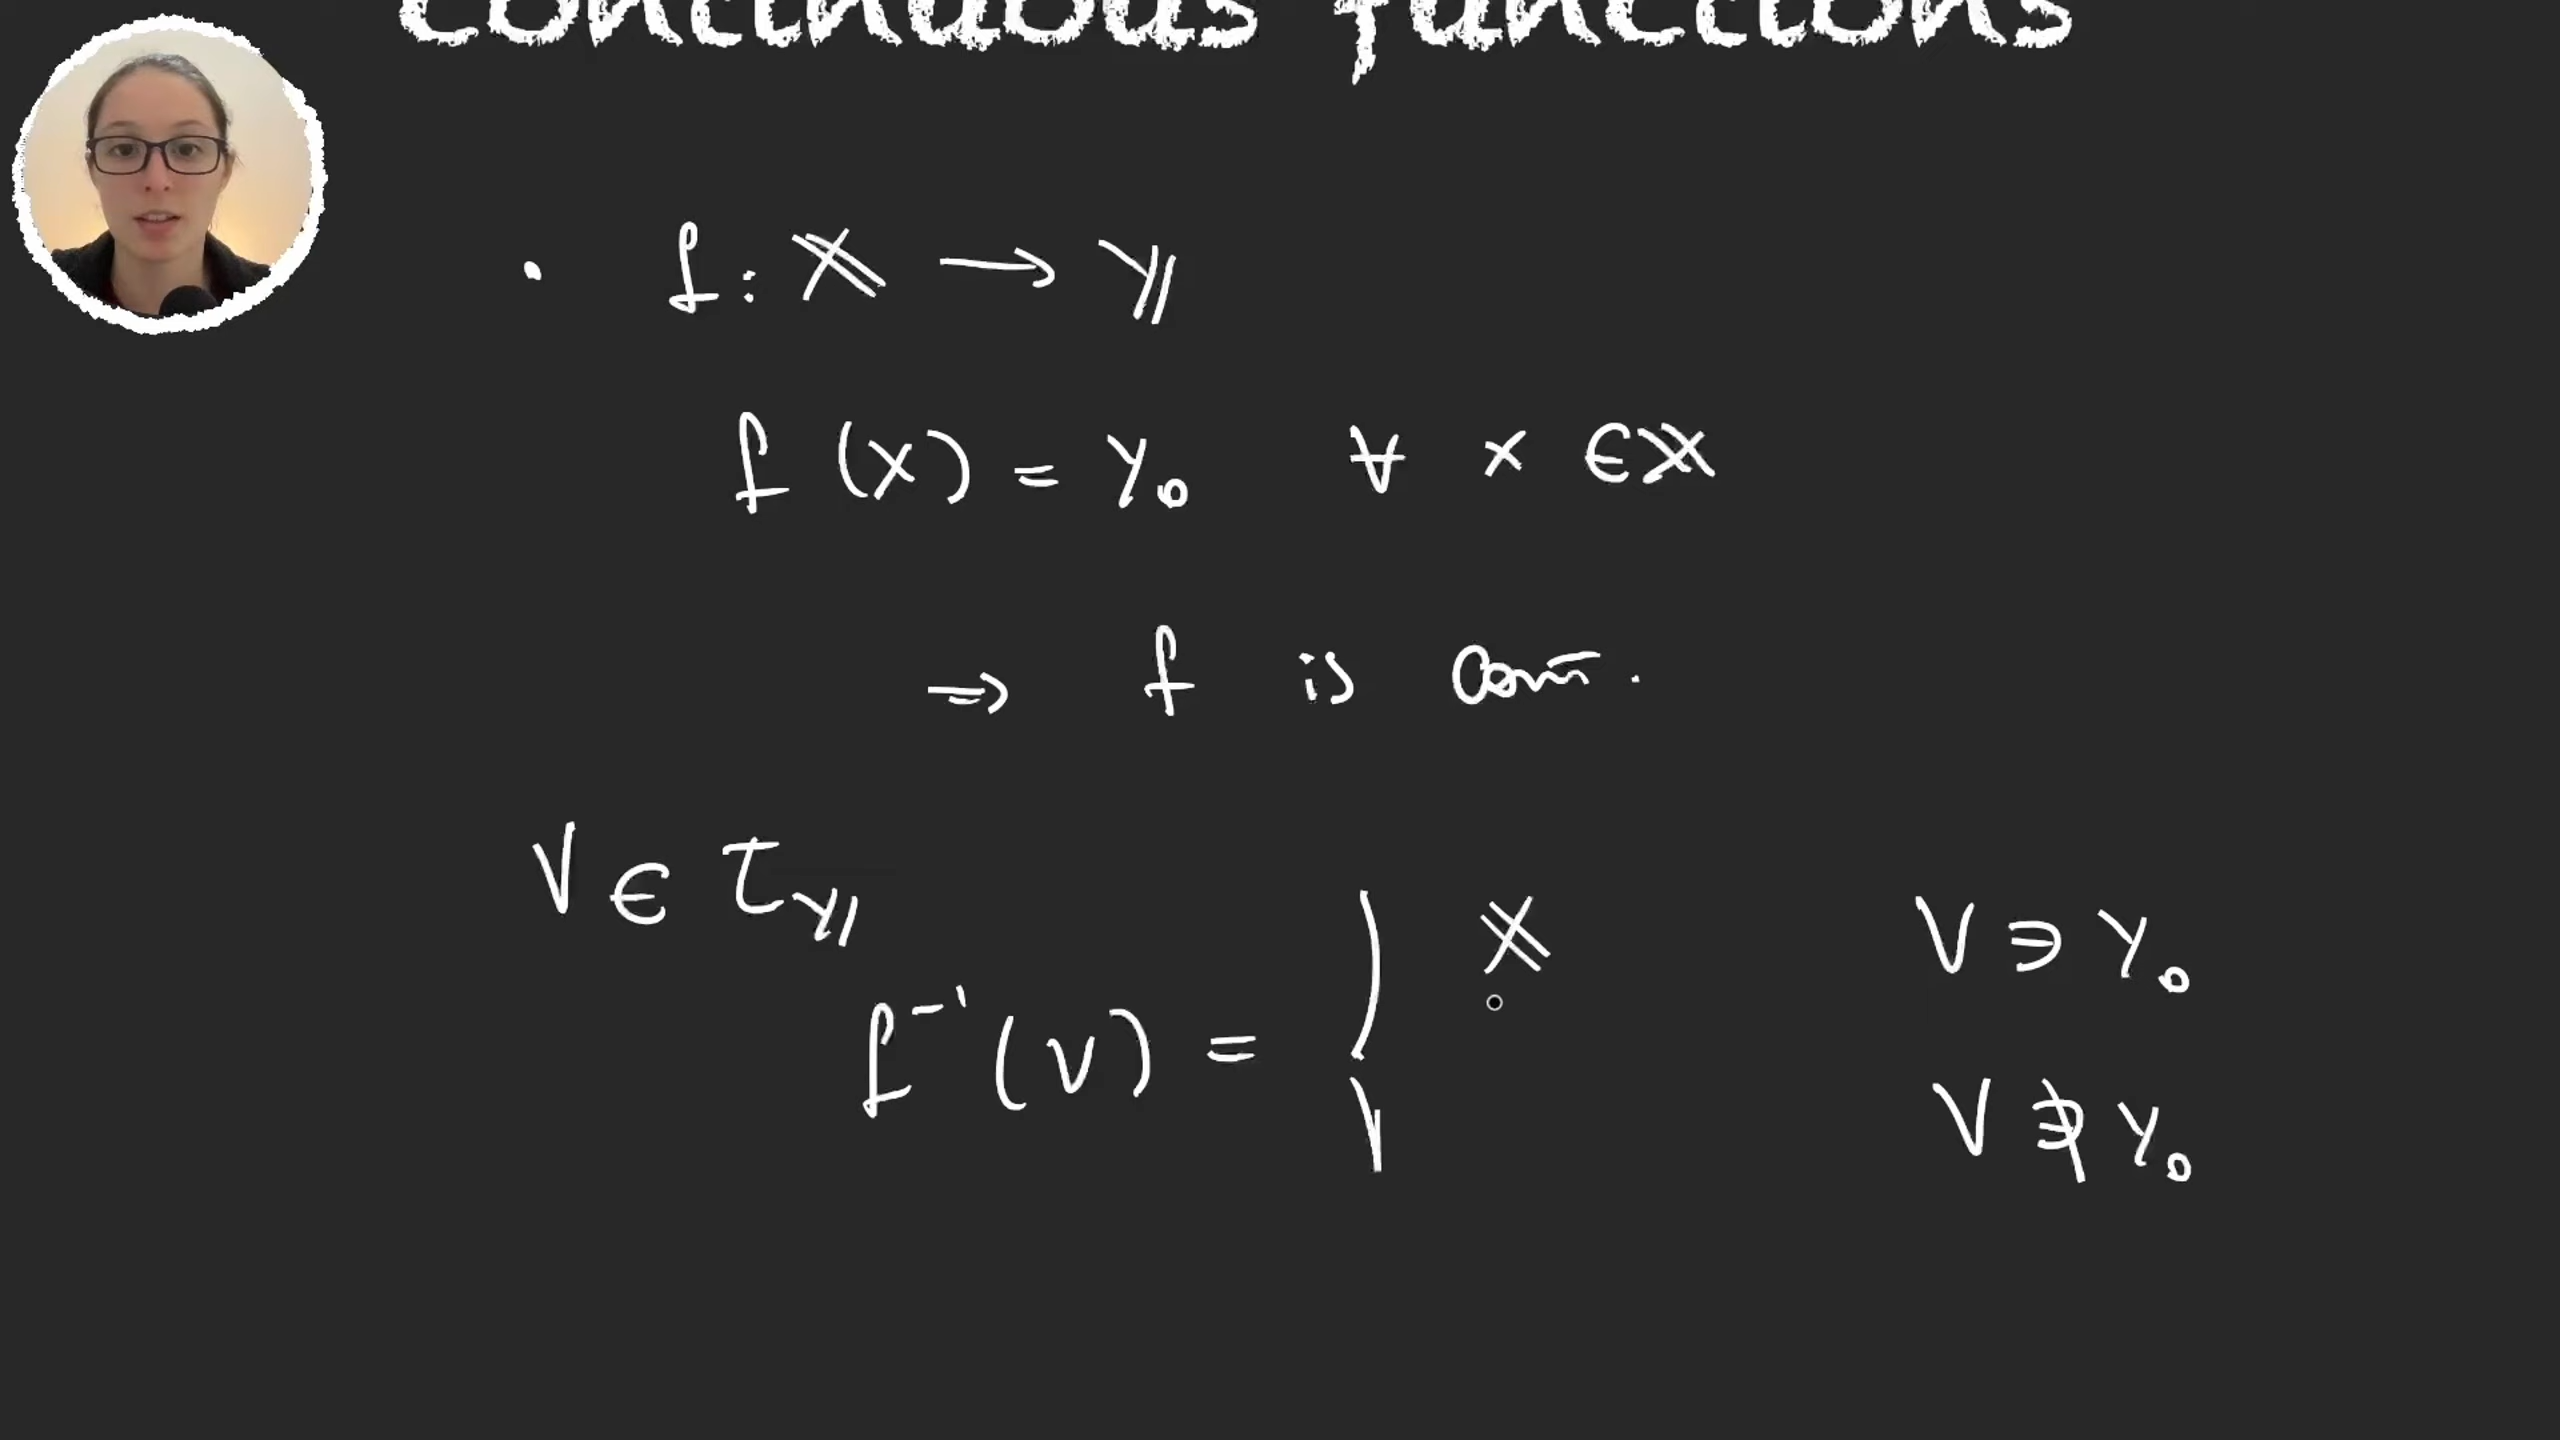 continuous functions
• f: 𝕏 → 𝕐
f (x) = y₀ ∀ x ∈ 𝕏
⇒ f is cont.
V ∈ τ_𝕐
f⁻¹(V) = { 𝕏 V ∋ y₀
V ∌ y₀